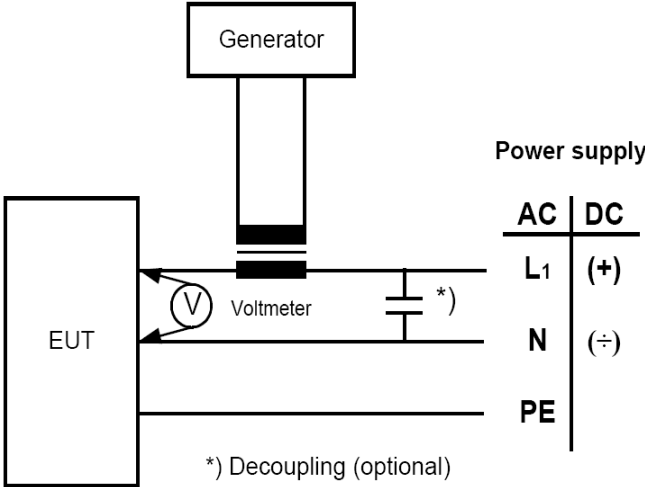 Generator
Power supply
AC DC
L1 (+)
V Voltmeter *)
EUT N (÷)
PE
*) Decoupling (optional)